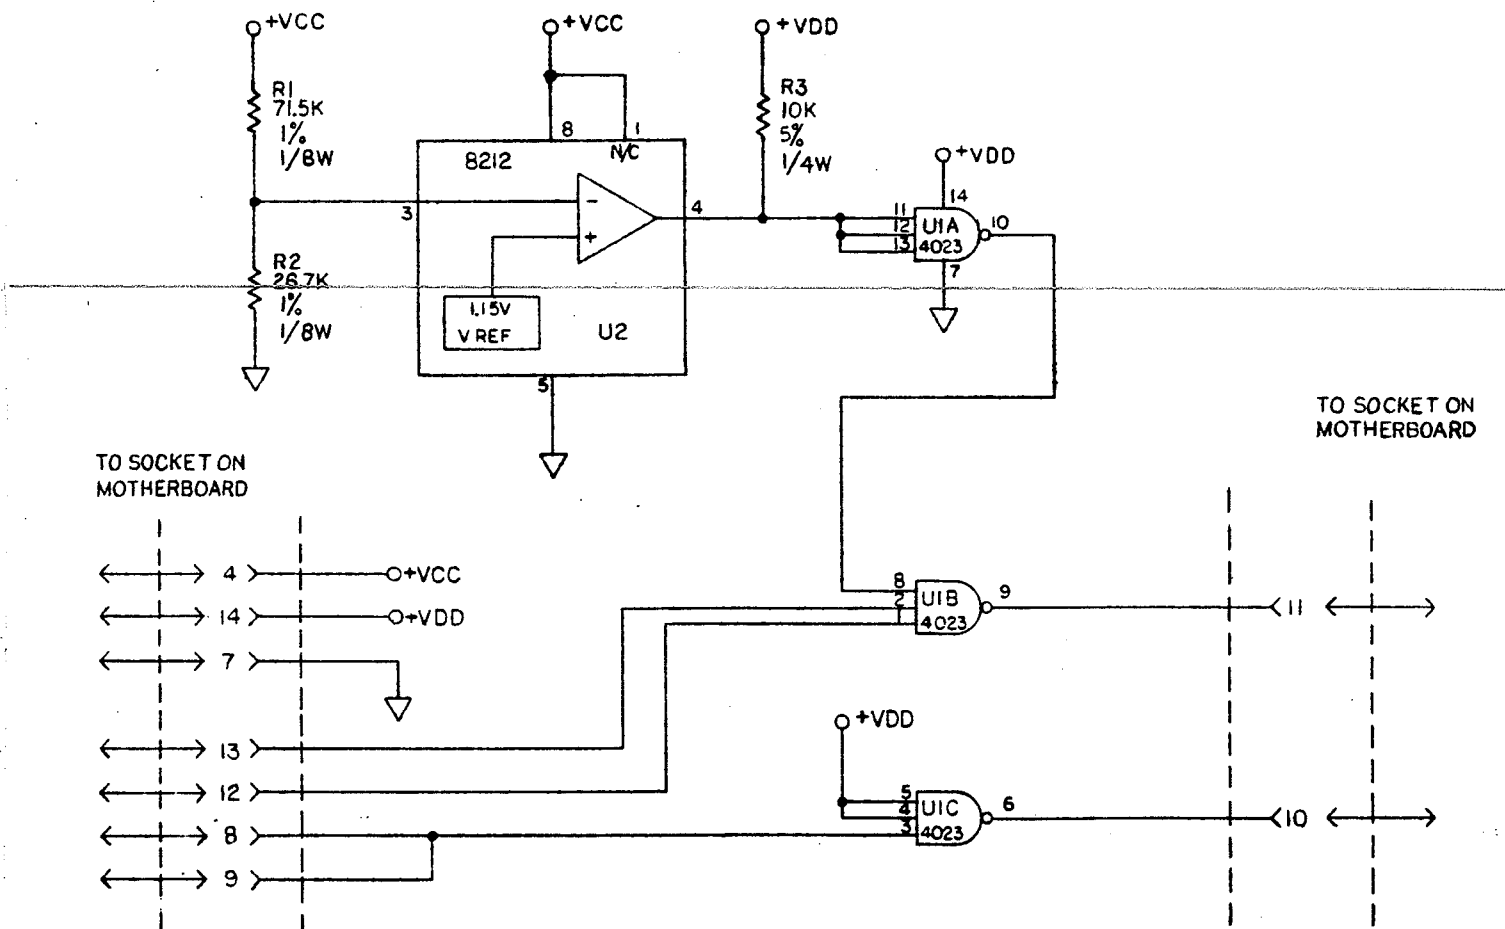 +VCC
+VCC
+VDD
R1
71.5K
1%
1/8W
R3
10K
5%
1/4W
8
1
N/C
8212
+VDD
14
3
4
11
12
13
U1A
4023
10
7
R2
26.7K
1%
1/8W
1.15V
V REF
U2
5
TO SOCKET ON
MOTHERBOARD
TO SOCKET ON
MOTHERBOARD
4
+VCC
14
+VDD
7
8
2
1
U1B
4023
9
11
13
12
8
9
+VDD
5
4
3
U1C
4023
6
10